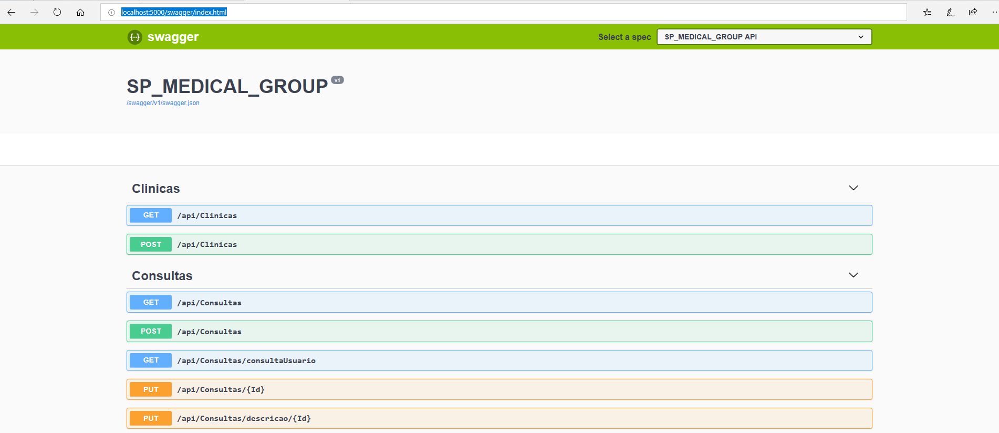 localhost:5000/swagger/index.html
{···} swagger
Select a spec
SP_MEDICAL_GROUP API
SP_MEDICAL_GROUP v1
/swagger/v1/swagger.json
Clinicas
GET /api/Clinicas
POST /api/Clinicas
Consultas
GET /api/Consultas
POST /api/Consultas
GET /api/Consultas/consultaUsuario
PUT /api/Consultas/{Id}
PUT /api/Consultas/descricao/{Id}